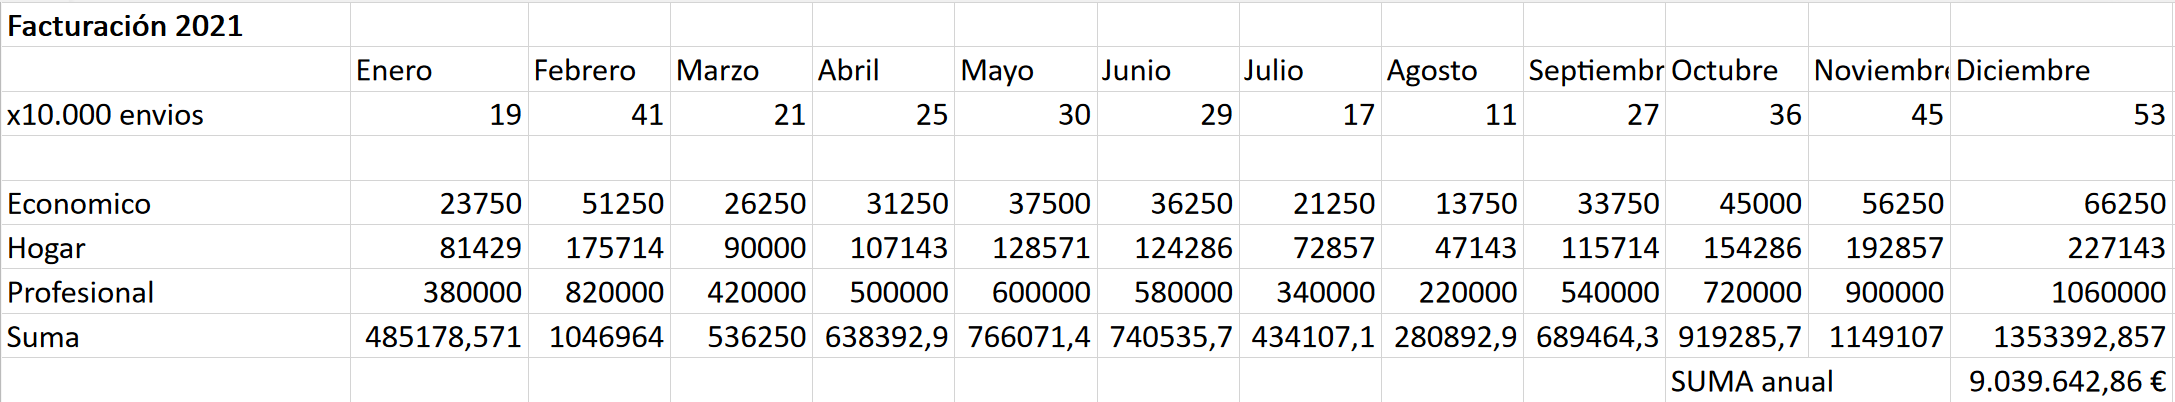 Facturación 2021
Enero Febrero Marzo Abril Mayo Junio Julio Agosto Septiembr Octubre Noviembre Diciembre
x10.000 envios 19 41 21 25 30 29 17 11 27 36 45 53
Economico 23750 51250 26250 31250 37500 36250 21250 13750 33750 45000 56250 66250
Hogar 81429 175714 90000 107143 128571 124286 72857 47143 115714 154286 192857 227143
Profesional 380000 820000 420000 500000 600000 580000 340000 220000 540000 720000 900000 1060000
Suma 485178,571 1046964 536250 638392,9 766071,4 740535,7 434107,1 280892,9 689464,3 919285,7 1149107 1353392,857
SUMA anual 9.039.642,86 €